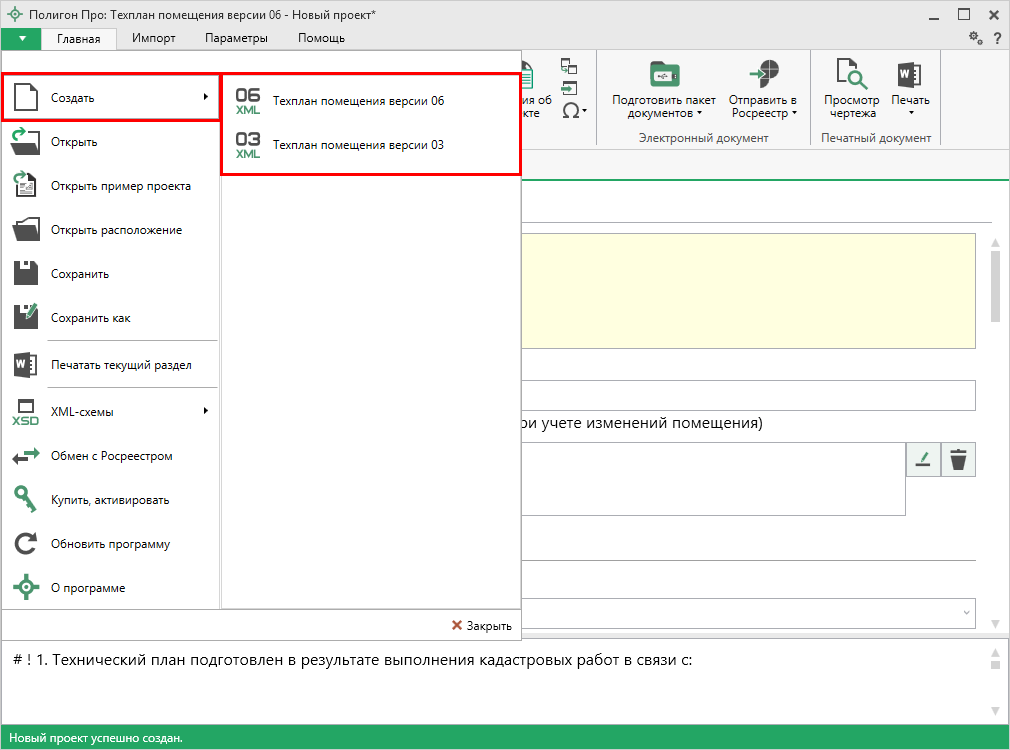 Полигон Про: Техплан помещения версии 06 - Новый проект*
Главная
Импорт
Параметры
Помощь
?
Создать
Открыть
Открыть пример проекта
Открыть расположение
Сохранить
Сохранить как
Печатать текущий раздел
XSD XML-схемы
Обмен с Росреестром
Купить, активировать
Обновить программу
О программе
06 XML Техплан помещения версии 06
03 XML Техплан помещения версии 03
Закрыть
об
Ω
Подготовить пакет
документов
Отправить в
Росреестр
Электронный документ
Просмотр
чертежа
Печать
Печатный документ
учете изменений помещения)
# ! 1. Технический план подготовлен в результате выполнения кадастровых работ в связи с:
Новый проект успешно создан.